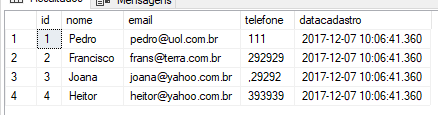 Mensagens
id nome email telefone datacadastro
1 1 Pedro pedro@uol.com.br 111 2017-12-07 10:06:41.360
2 2 Francisco frans@terra.com.br 292929 2017-12-07 10:06:41.360
3 3 Joana joana@yahoo.com.br ,29292 2017-12-07 10:06:41.360
4 4 Heitor heitor@yahoo.com.br 393939 2017-12-07 10:06:41.360